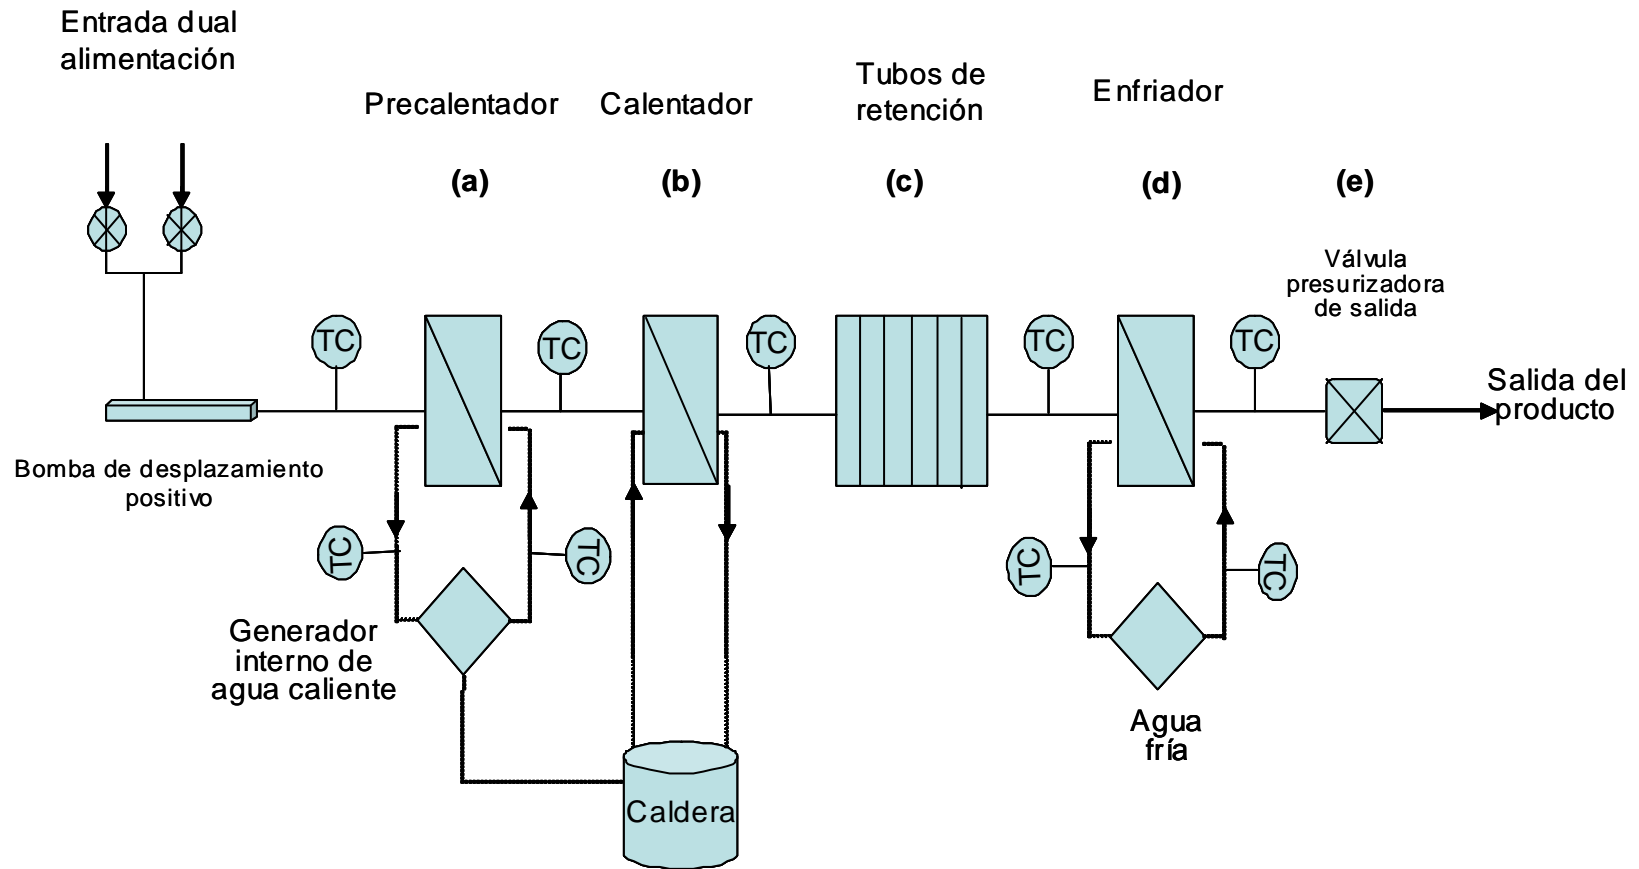 Entrada dual
alimentación
Precalentador
Calentador
Tubos de
retención
Enfriador
(a)
(b)
(c)
(d)
(e)
Válvula
presurizadora
de salida
TC
TC
TC
TC
TC
Salida del
producto
Bomba de desplazamiento
positivo
TC
TC
TC
TC
Generador
interno de
agua caliente
Agua
fría
Caldera